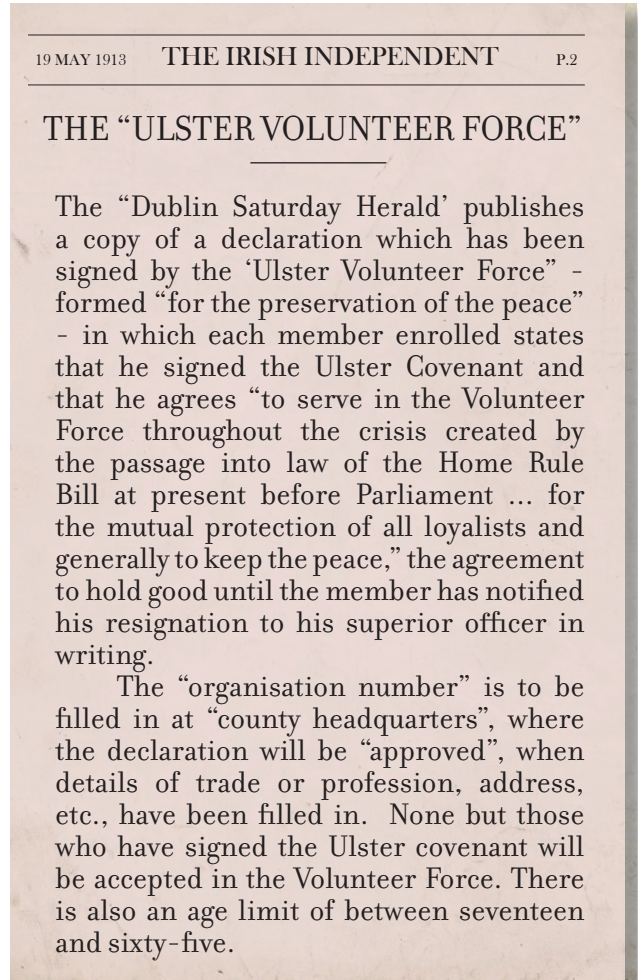 19 MAY 1913 THE IRISH INDEPENDENT P.2
THE “ULSTER VOLUNTEER FORCE”
The “Dublin Saturday Herald’ publishes
a copy of a declaration which has been
signed by the ‘Ulster Volunteer Force” -
formed “for the preservation of the peace”
- in which each member enrolled states
that he signed the Ulster Covenant and
that he agrees “to serve in the Volunteer
Force throughout the crisis created by
the passage into law of the Home Rule
Bill at present before Parliament ... for
the mutual protection of all loyalists and
generally to keep the peace,” the agreement
to hold good until the member has notified
his resignation to his superior officer in
writing.
The “organisation number” is to be
filled in at “county headquarters”, where
the declaration will be “approved”, when
details of trade or profession, address,
etc., have been filled in. None but those
who have signed the Ulster covenant will
be accepted in the Volunteer Force. There
is also an age limit of between seventeen
and sixty-five.